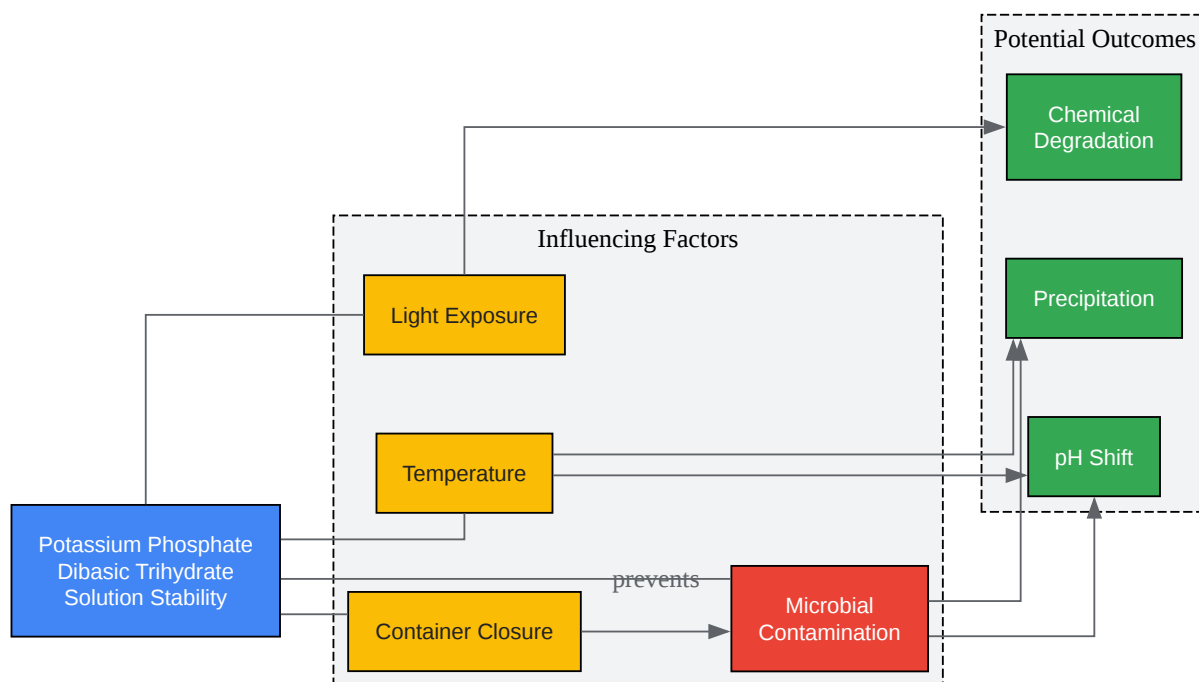 Potential Outcomes
Chemical
Degradation
Influencing Factors
Light Exposure
Precipitation
Temperature
pH Shift
Potassium Phosphate
Dibasic Trihydrate
Solution Stability
prevents
Container Closure
Microbial
Contamination